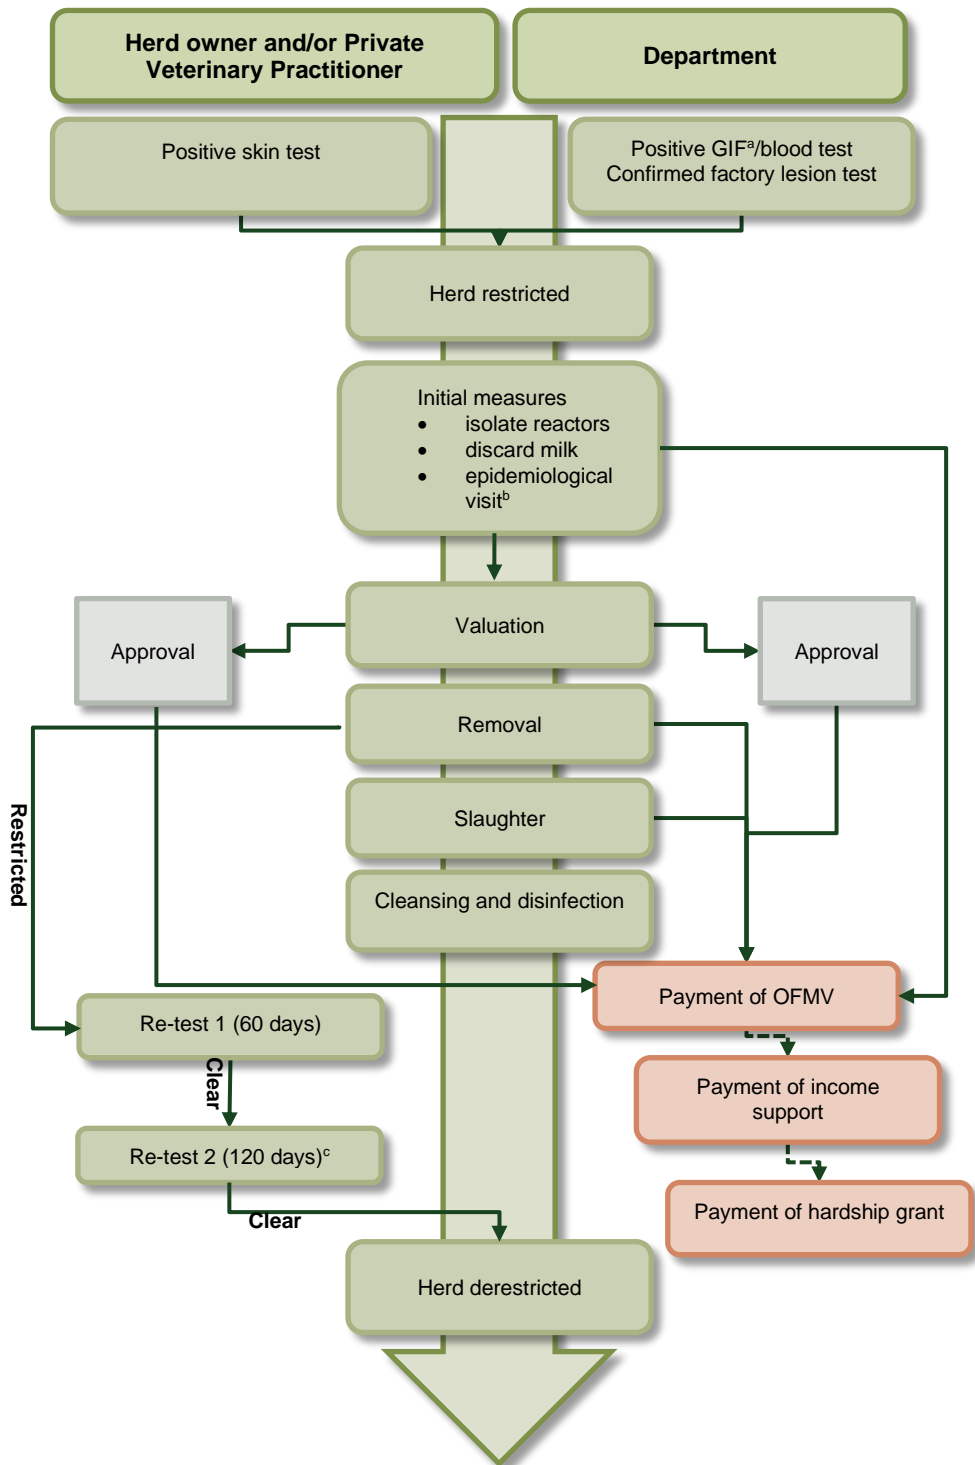 Herd owner and/or Private
Veterinary Practitioner
Department
Positive skin test
Positive GIFᵃ/blood test
Confirmed factory lesion test
Herd restricted
Initial measures
• isolate reactors
• discard milk
• epidemiological
visitᵇ
Valuation
Approval
Approval
Removal
Restricted
Slaughter
Cleansing and disinfection
Payment of OFMV
Re-test 1 (60 days)
Clear
Payment of income
support
Re-test 2 (120 days)ᶜ
Clear
Payment of hardship grant
Herd derestricted